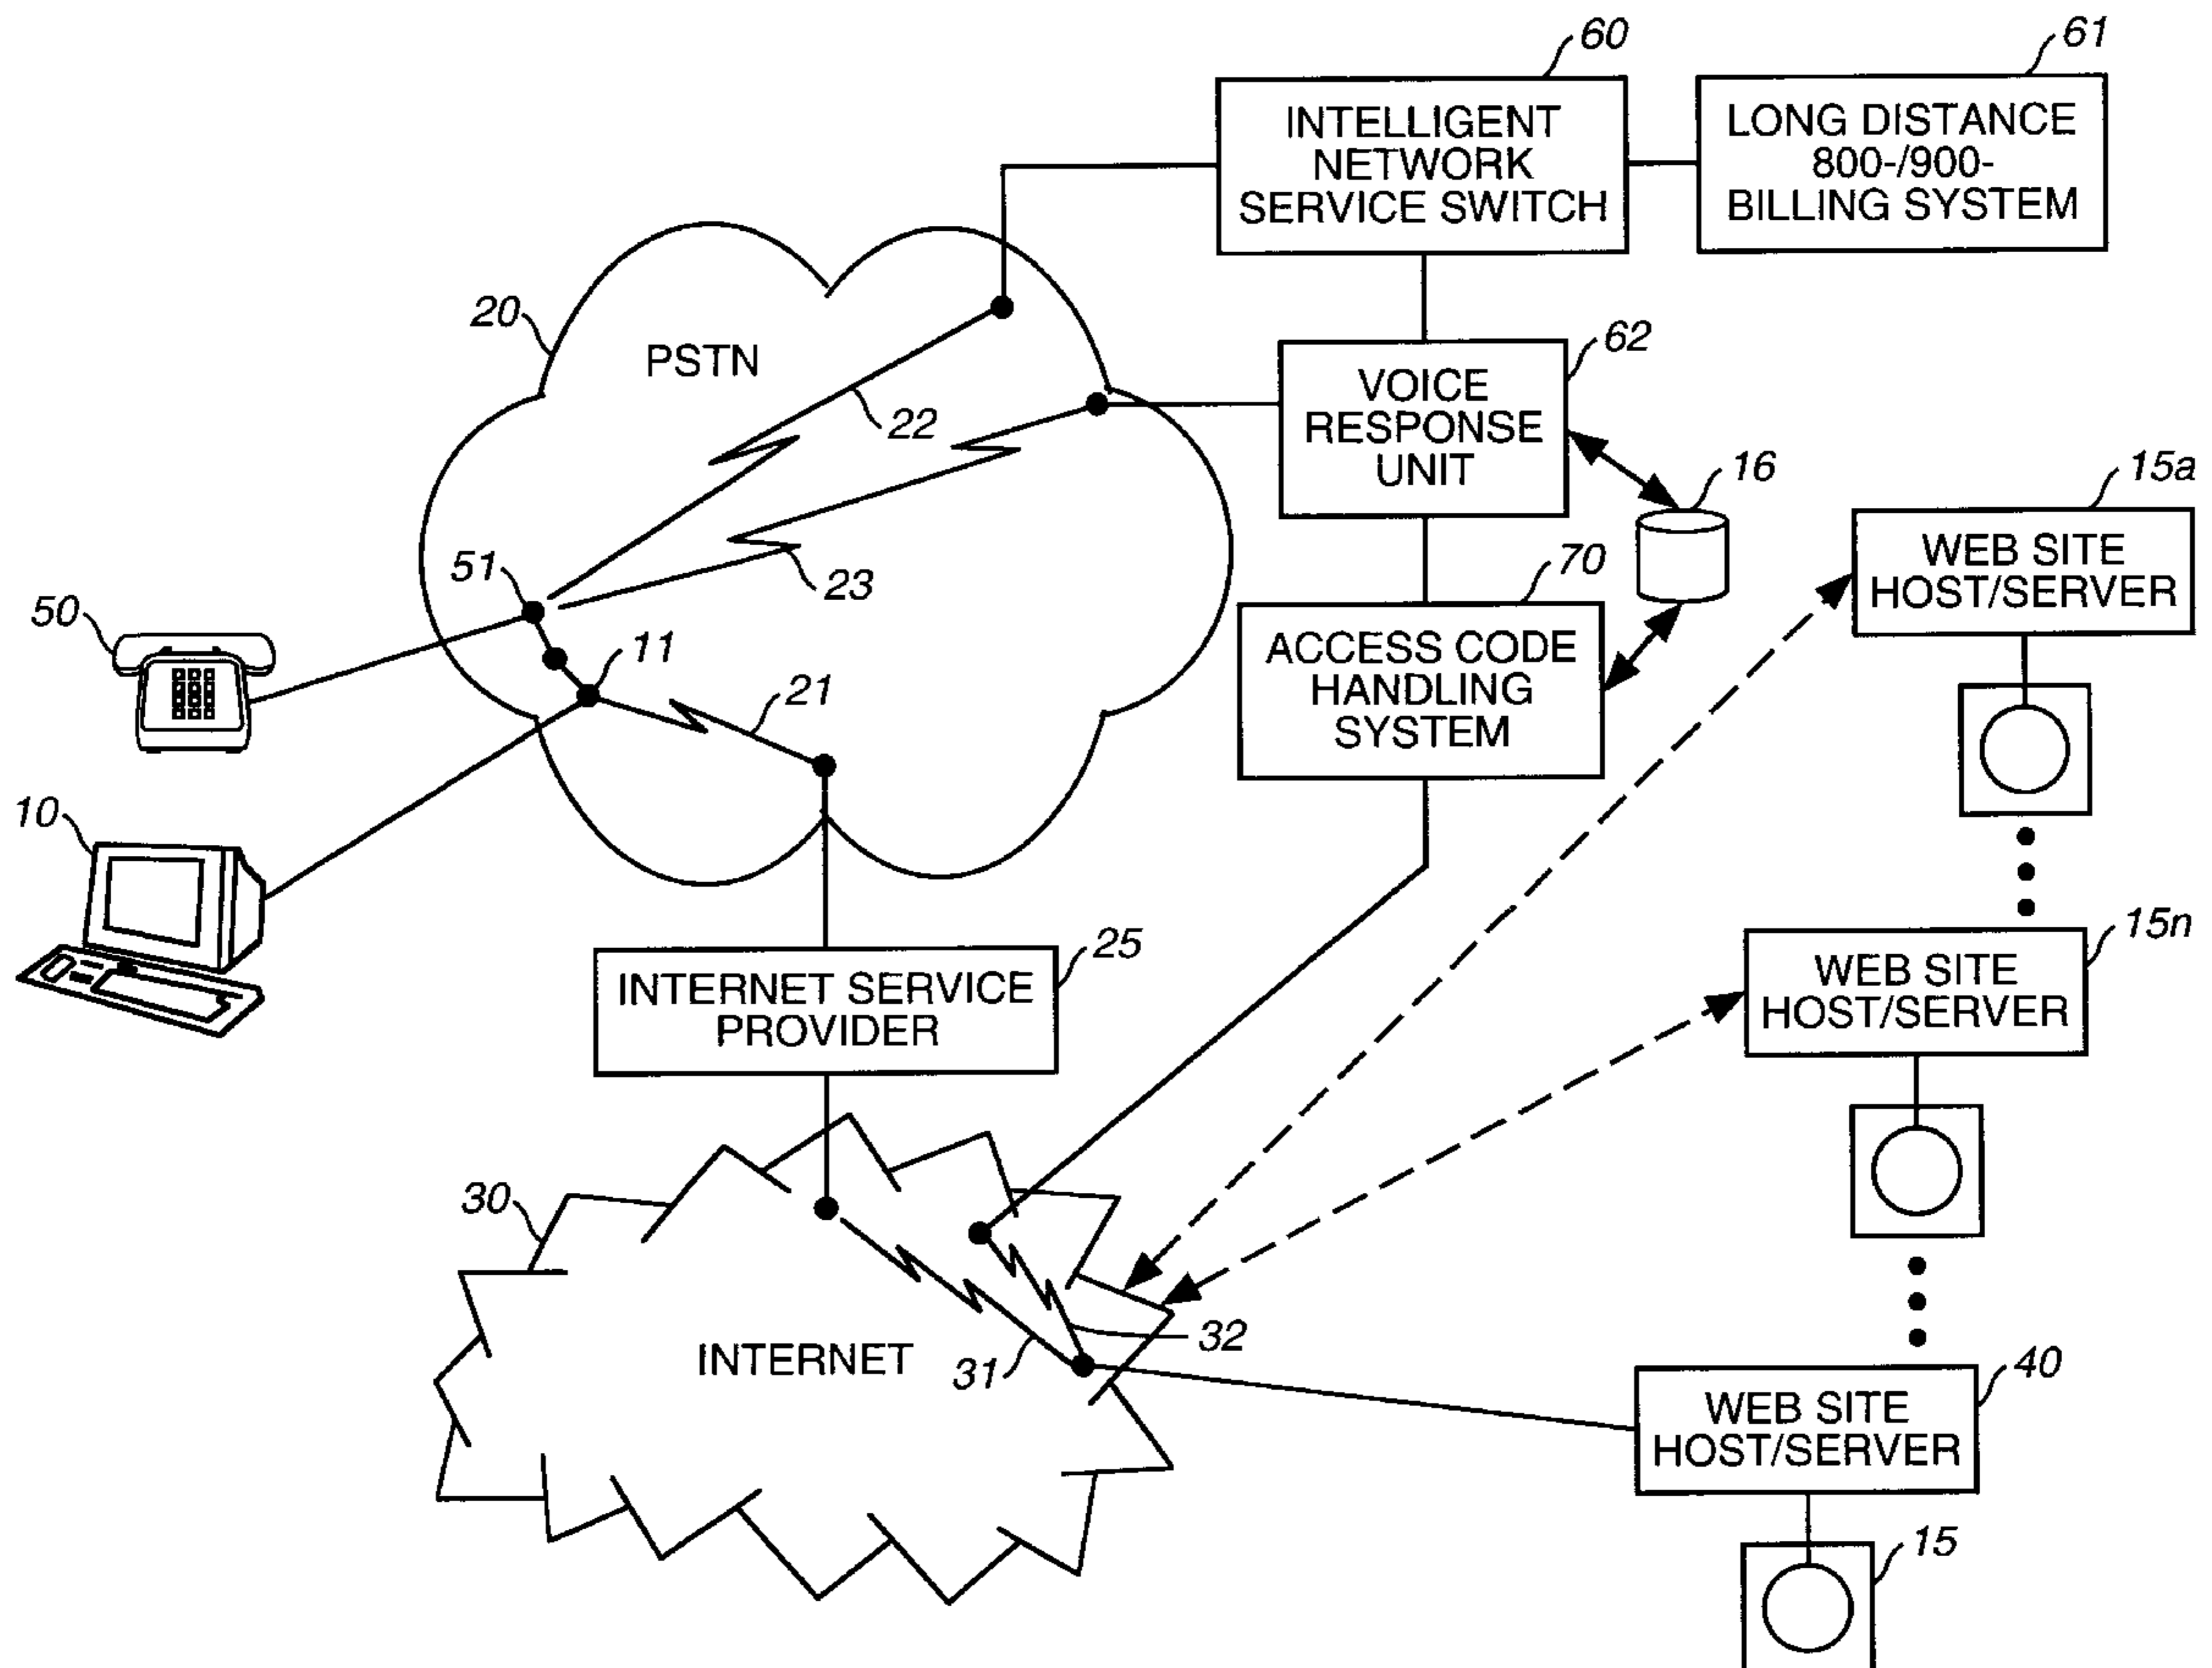 60
61
INTELLIGENT
NETWORK
SERVICE SWITCH
LONG DISTANCE
800-/900-
BILLING SYSTEM
20
PSTN
22
62
VOICE
RESPONSE
UNIT
16
15a
WEB SITE
HOST/SERVER
51
23
70
50
11
21
ACCESS CODE
HANDLING
SYSTEM
10
25
INTERNET SERVICE
PROVIDER
15n
WEB SITE
HOST/SERVER
30
INTERNET
31
32
40
WEB SITE
HOST/SERVER
15